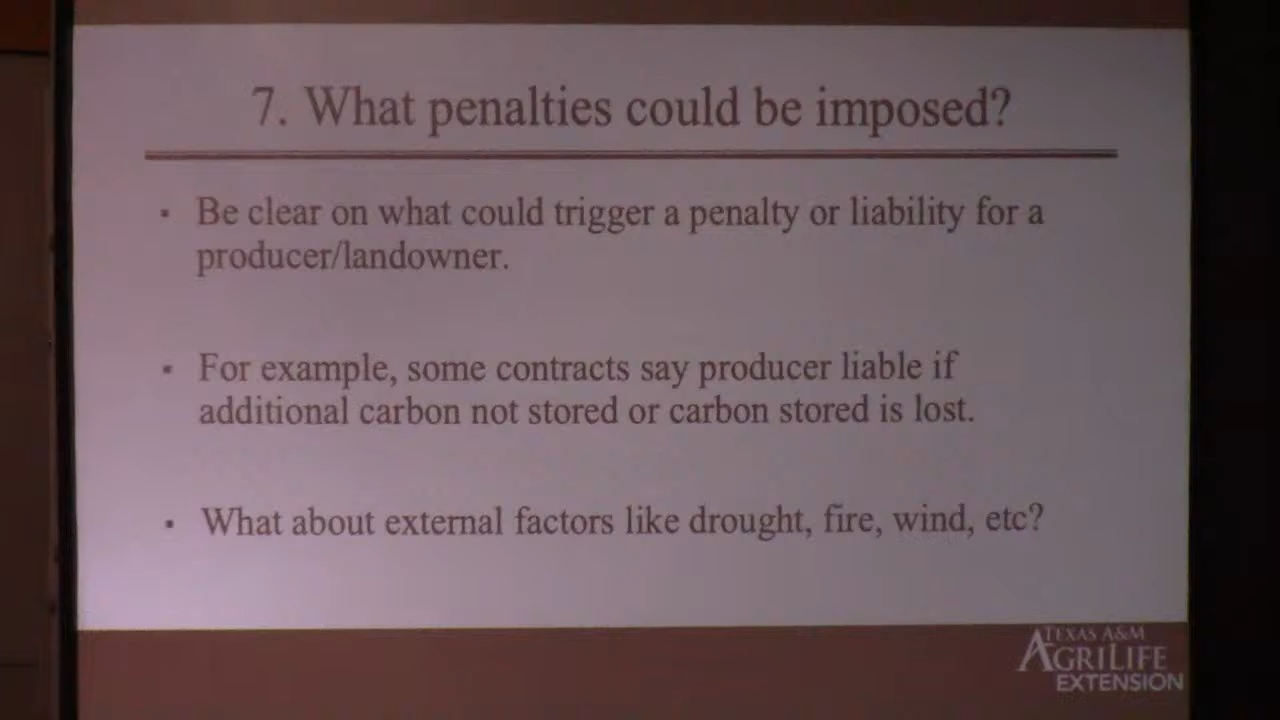 7. What penalties could be imposed?
▪ Be clear on what could trigger a penalty or liability for a
producer/landowner.
▪ For example, some contracts say producer liable if
additional carbon not stored or carbon stored is lost.
▪ What about external factors like drought, fire, wind, etc?
TEXAS A&M
AGRILIFE
EXTENSION